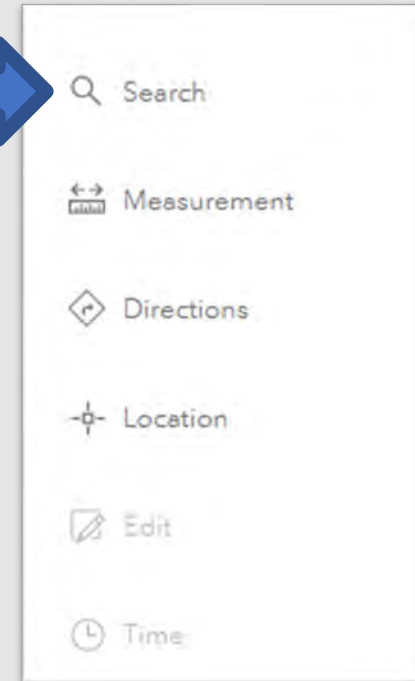 Search
Measurement
Directions
Location
Edit
Time